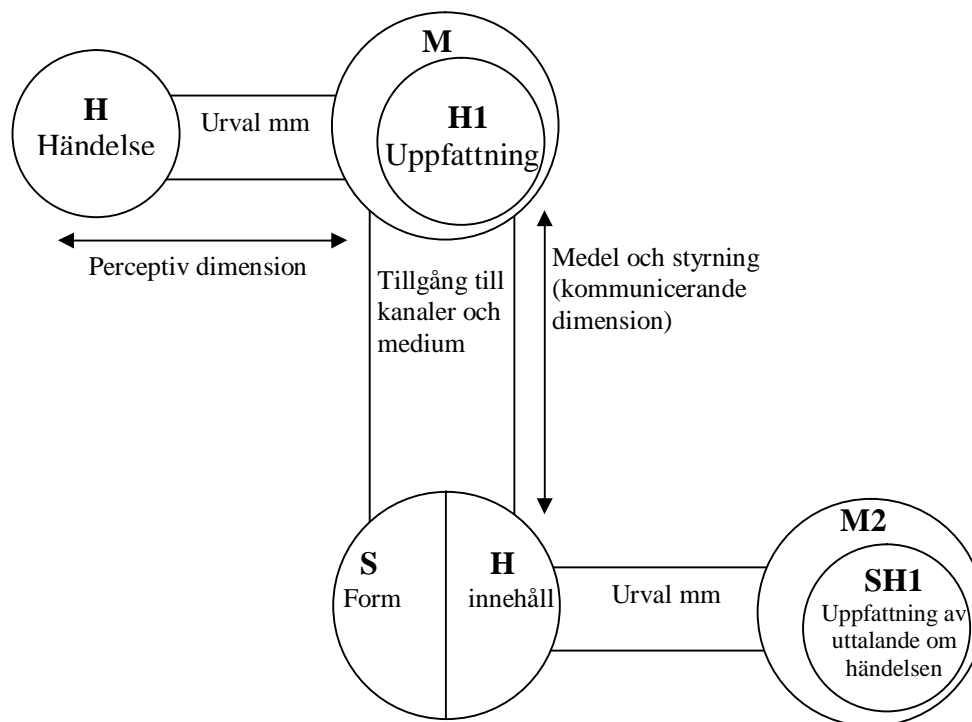 M
H
Händelse
Urval mm
H1
Uppfattning
Perceptiv dimension
Tillgång till
kanaler och
medium
Medel och styrning
(kommunicerande
dimension)
S
Form
H
innehåll
Urval mm
M2
SH1
Uppfattning av
uttalande om
händelsen